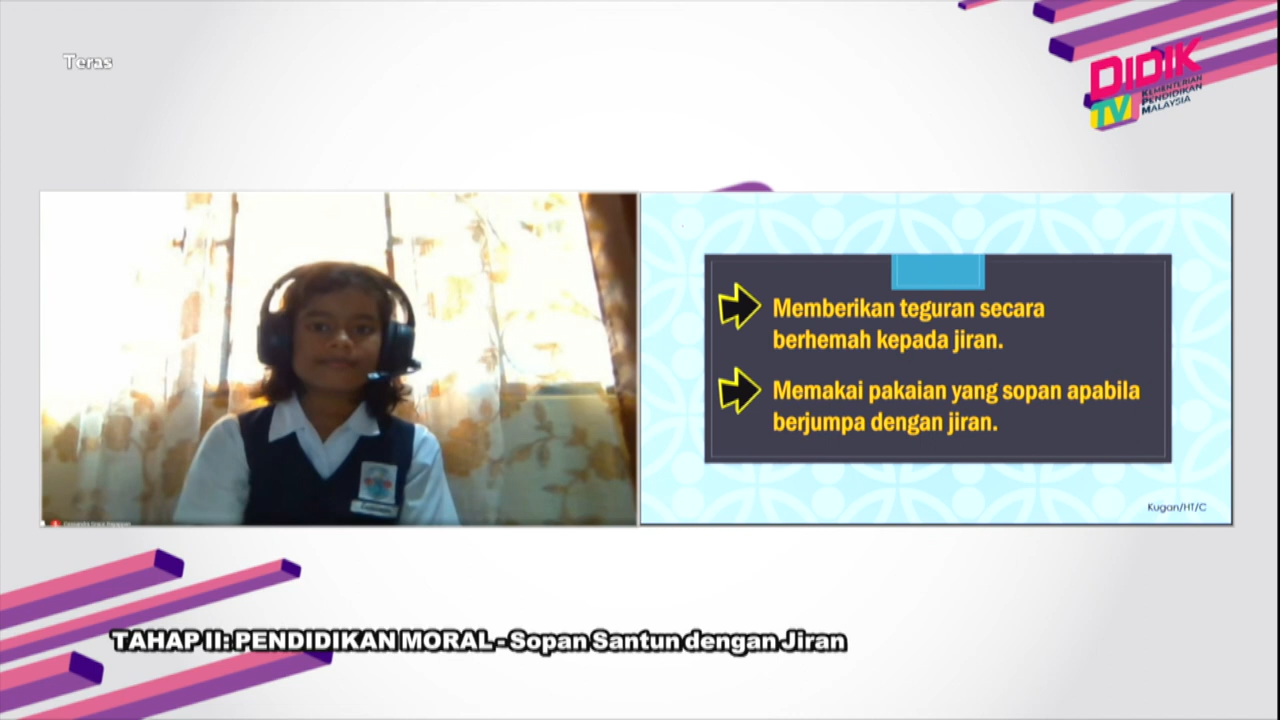 Teras
DIDIK
TV
KEMENTERIAN
PENDIDIKAN
MALAYSIA
Memberikan teguran secara
berhemah kepada jiran.
Memakai pakaian yang sopan apabila
berjumpa dengan jiran.
Kugan/HT/C
TAHAP II: PENDIDIKAN MORAL - Sopan Santun dengan Jiran